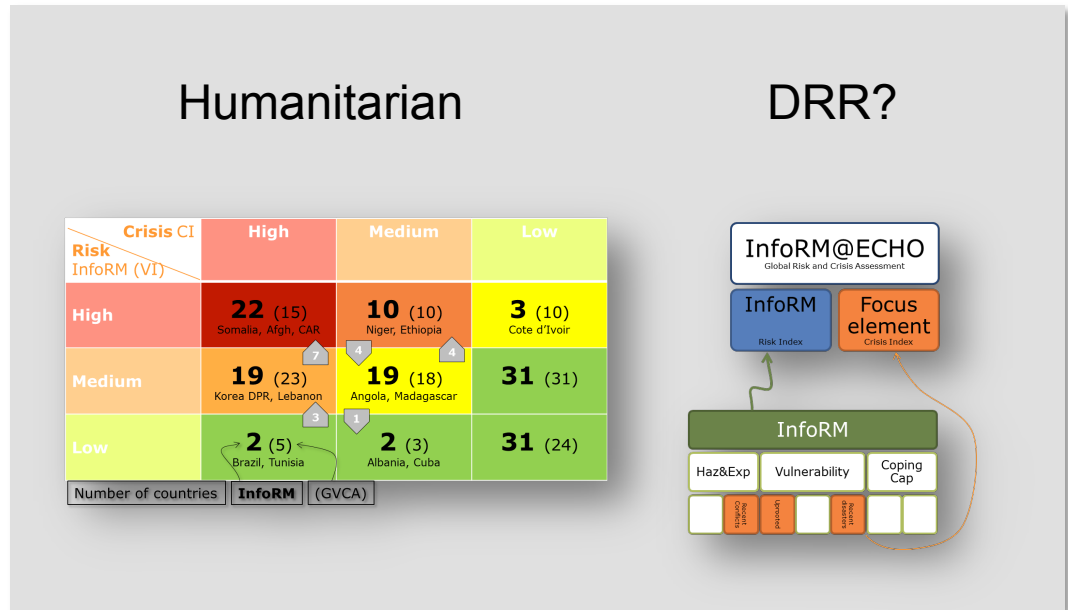 Humanitarian
DRR?
Crisis CI
Risk
InfoRM (VI)
High
Medium
Low
High
22 (15)
Somalia, Afgh, CAR
7
10 (10)
Niger, Ethiopia
4
4
3 (10)
Cote d'Ivoir
Medium
19 (23)
Korea DPR, Lebanon
3
19 (18)
Angola, Madagascar
1
31 (31)
Low
2 (5)
Brazil, Tunisia
2 (3)
Albania, Cuba
31 (24)
Number of countries
InfoRM
(GVCA)
InfoRM@ECHO
Global Risk and Crisis Assessment
InfoRM
Risk Index
Focus
element
Crisis Index
InfoRM
Haz&Exp
Vulnerability
Coping
Cap
Recent
Conflicts
Uprooted
Recent
disasters